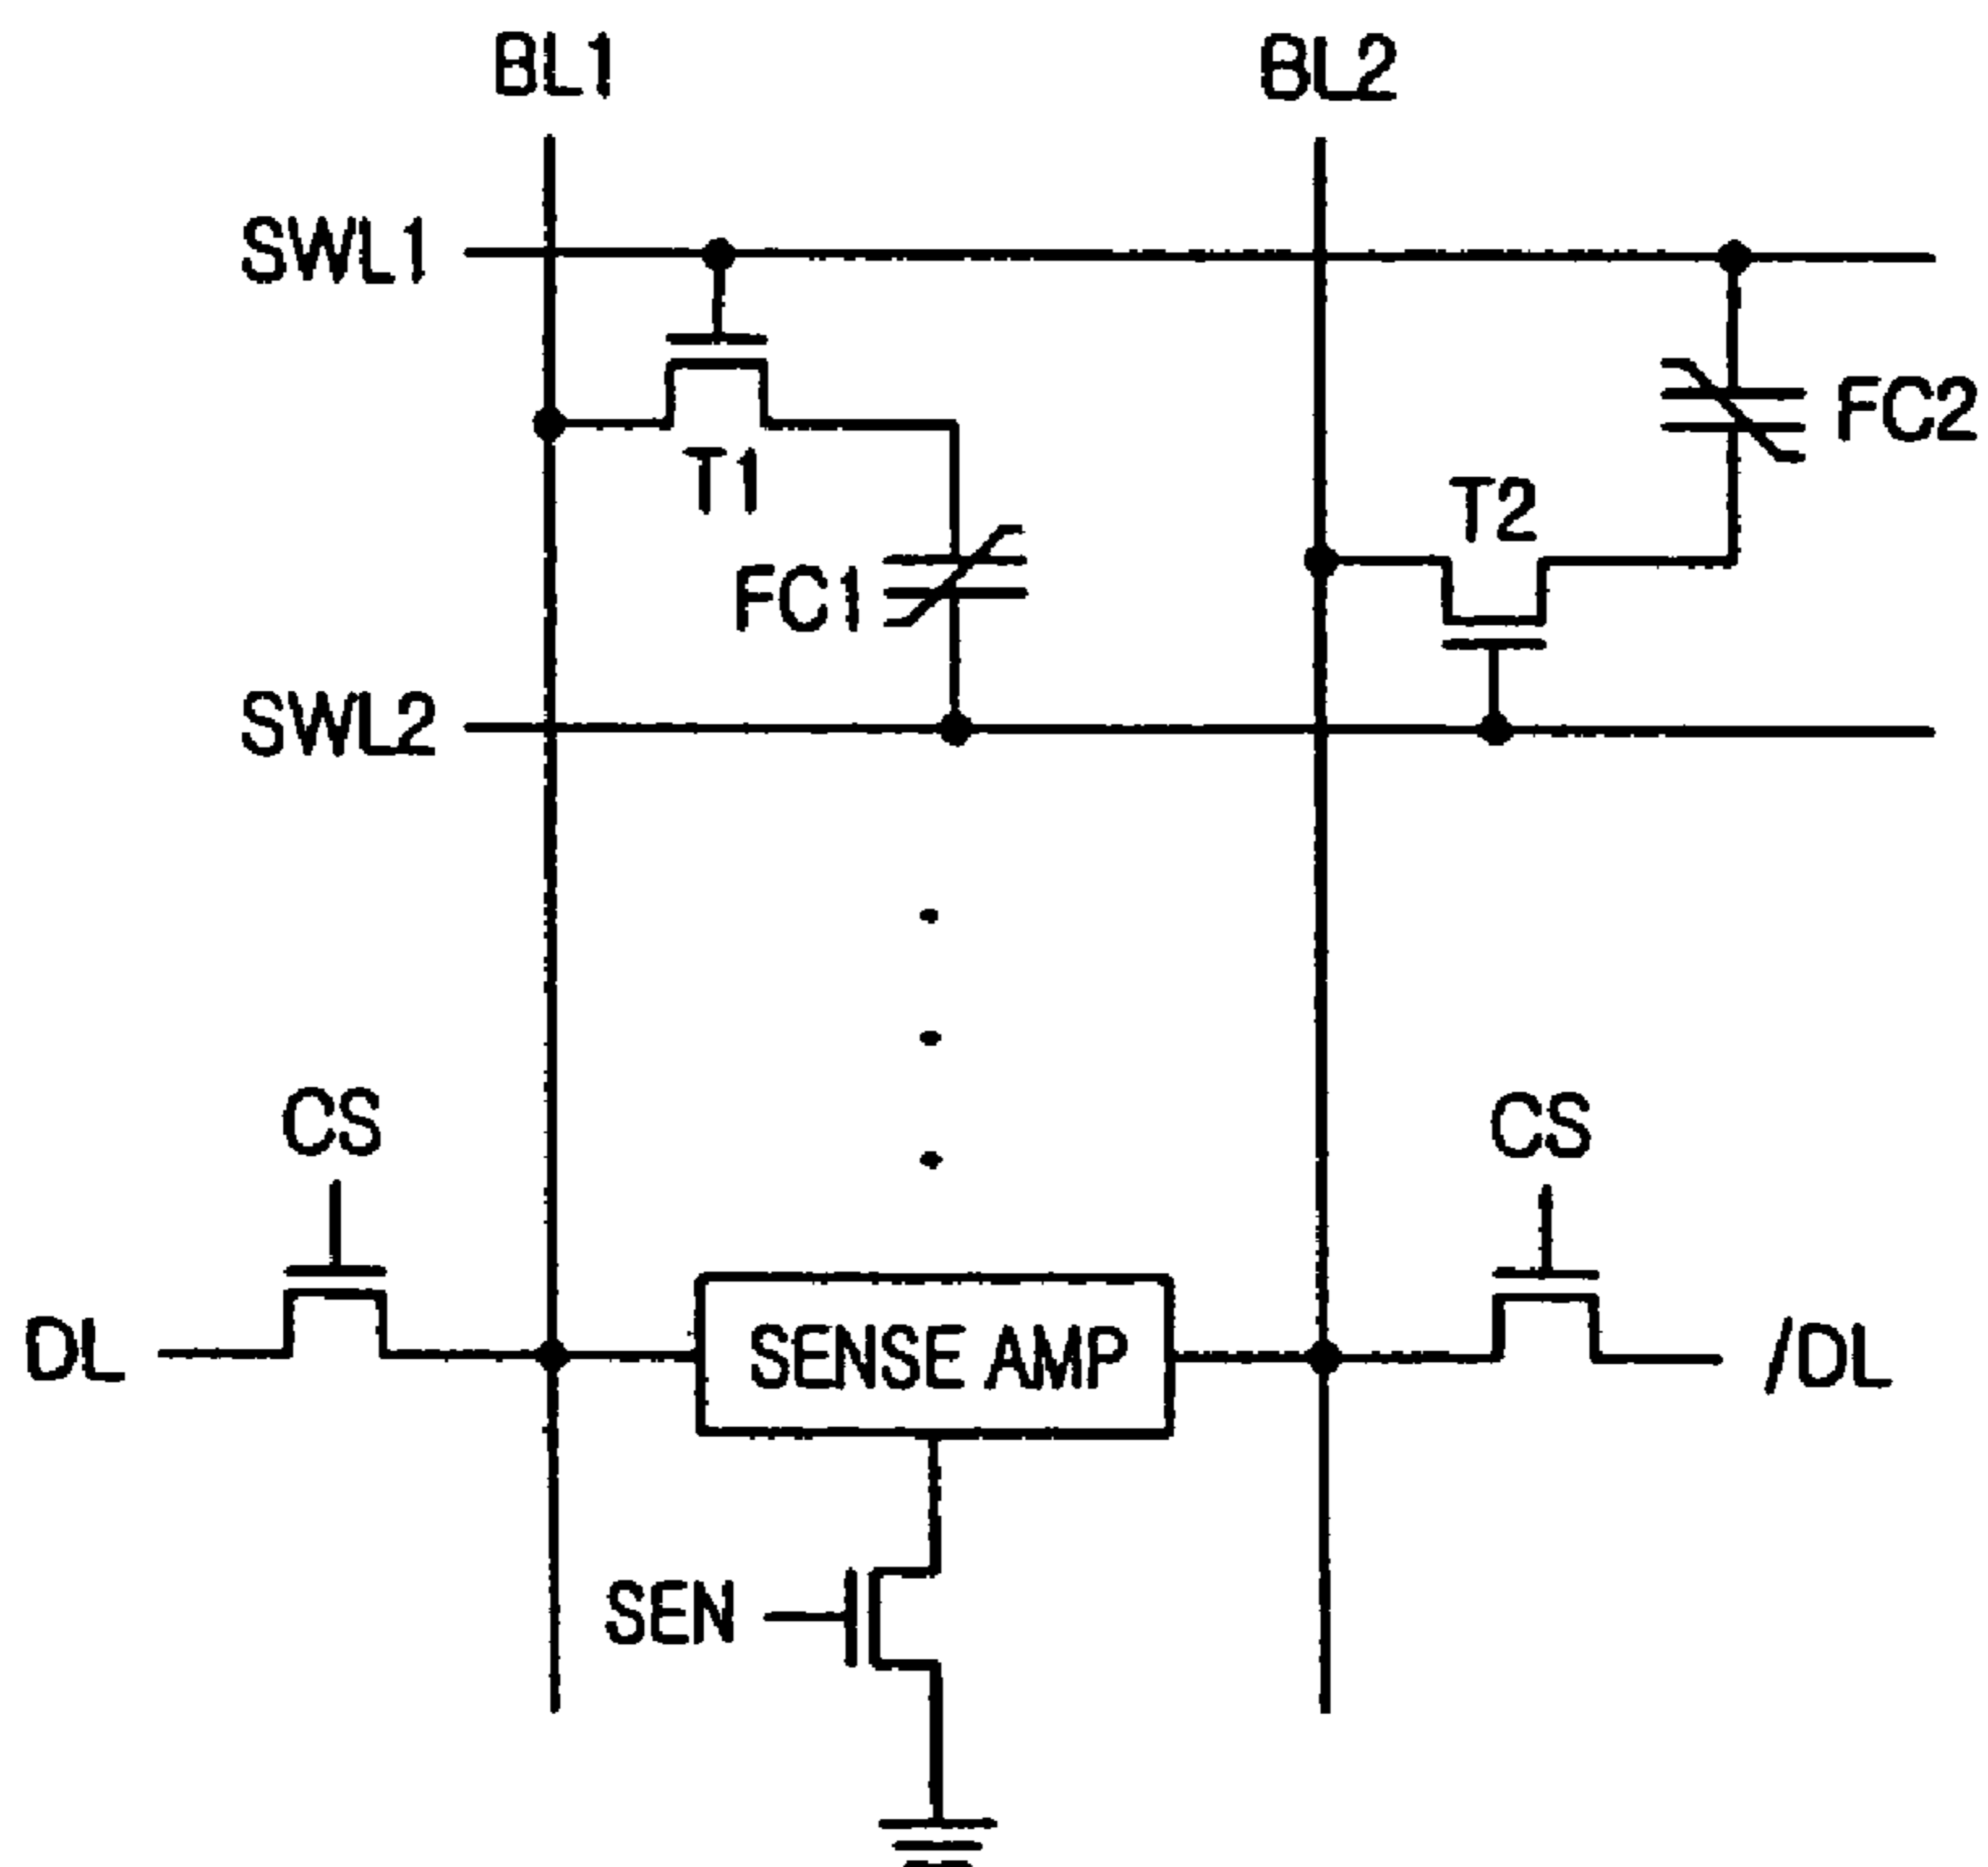 BL1
BL2
SWL1
FC2
T1
T2
FC1
SWL2
CS
CS
DL
SENSE AMP
/DL
SEN